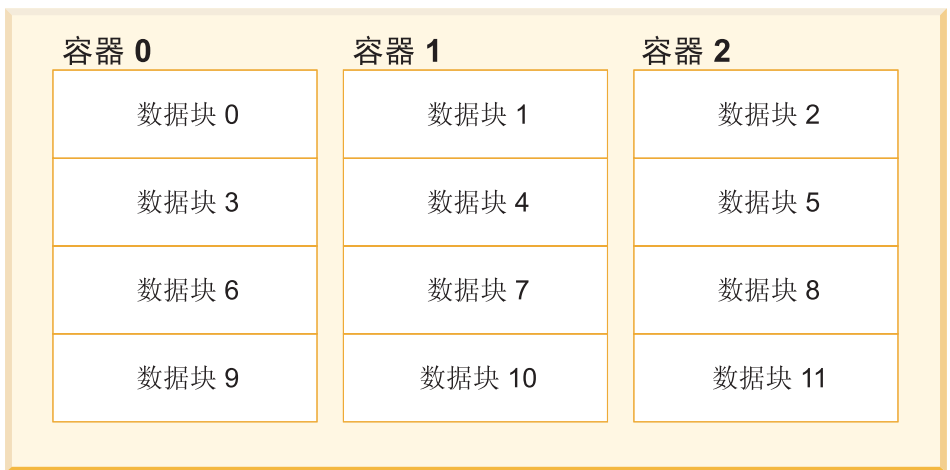 容器 0 容器 1 容器 2
数据块 0 数据块 1 数据块 2
数据块 3 数据块 4 数据块 5
数据块 6 数据块 7 数据块 8
数据块 9 数据块 10 数据块 11